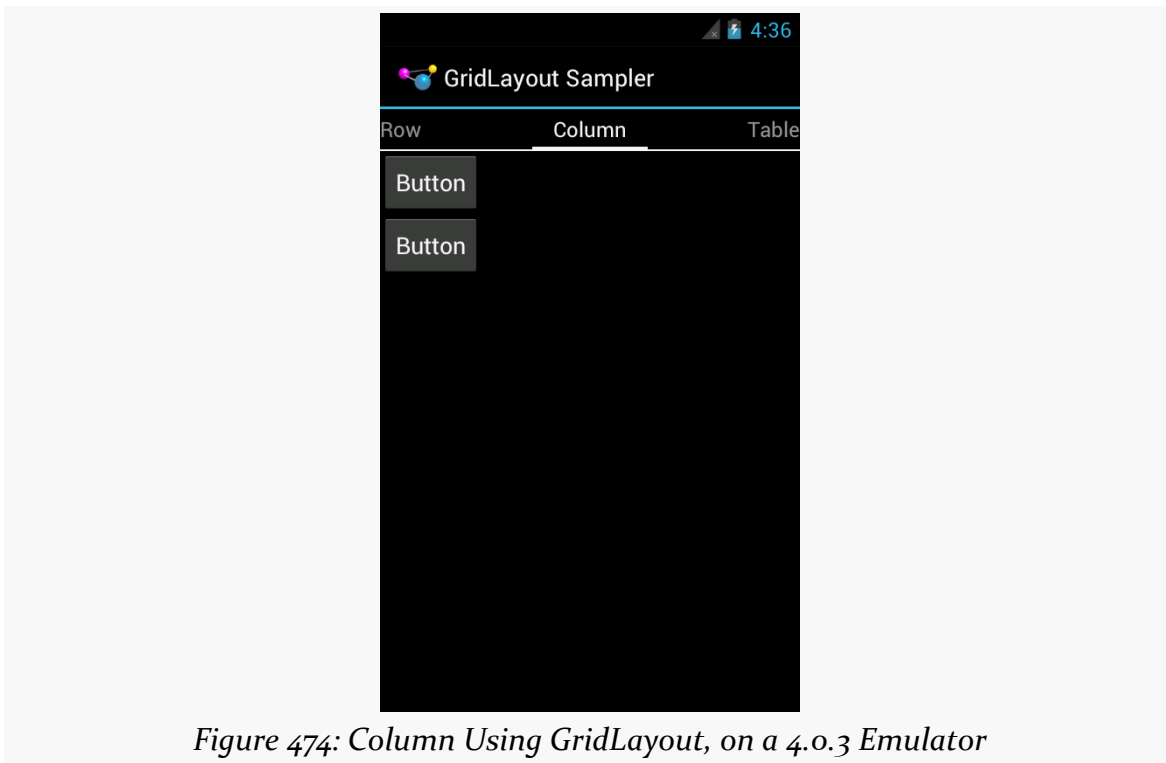 4:36
GridLayout Sampler
Row Column Table
Button
Button
Figure 474: Column Using GridLayout, on a 4.0.3 Emulator